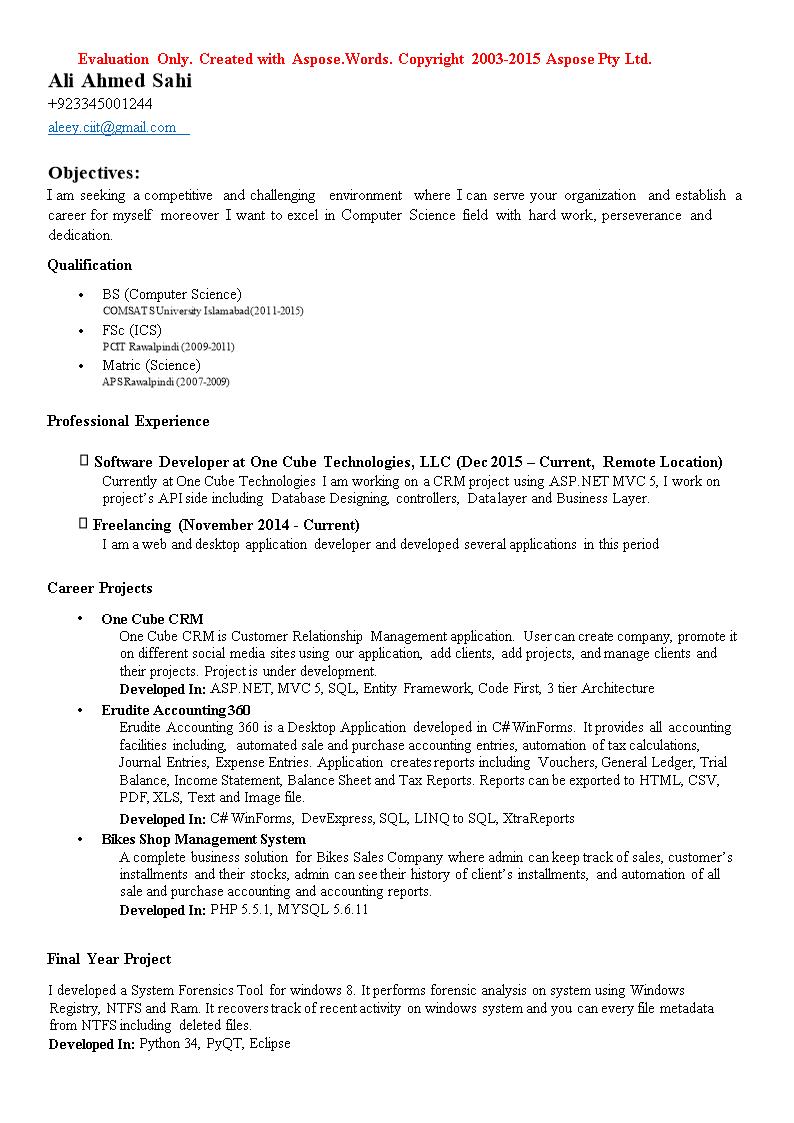 Evaluation Only. Created with Aspose.Words. Copyright 2003-2015 Aspose Pty Ltd.
Ali Ahmed Sahi
+923345001244
aleey.ciit@gmail.com
Objectives:
I am seeking a competitive and challenging environment where I can serve your organization and establish a
career for myself moreover I want to excel in Computer Science field with hard work, perseverance and
dedication.
Qualification
• BS (Computer Science)
COMSATS University Islamabad (2011-2015)
• FSc (ICS)
PCIT Rawalpindi (2009-2011)
• Matric (Science)
APS Rawalpindi (2007-2009)
Professional Experience
Software Developer at One Cube Technologies, LLC (Dec 2015 – Current, Remote Location)
Currently at One Cube Technologies I am working on a CRM project using ASP.NET MVC 5, I work on
project’s API side including Database Designing, controllers, Data layer and Business Layer.
Freelancing (November 2014 - Current)
I am a web and desktop application developer and developed several applications in this period
Career Projects
• One Cube CRM
One Cube CRM is Customer Relationship Management application. User can create company, promote it
on different social media sites using our application, add clients, add projects, and manage clients and
their projects. Project is under development.
Developed In: ASP.NET, MVC 5, SQL, Entity Framework, Code First, 3 tier Architecture
• Erudite Accounting 360
Erudite Accounting 360 is a Desktop Application developed in C# WinForms. It provides all accounting
facilities including, automated sale and purchase accounting entries, automation of tax calculations,
Journal Entries, Expense Entries. Application creates reports including Vouchers, General Ledger, Trial
Balance, Income Statement, Balance Sheet and Tax Reports. Reports can be exported to HTML, CSV,
PDF, XLS, Text and Image file.
Developed In: C# WinForms, DevExpress, SQL, LINQ to SQL, XtraReports
• Bikes Shop Management System
A complete business solution for Bikes Sales Company where admin can keep track of sales, customer’s
installments and their stocks, admin can see their history of client’s installments, and automation of all
sale and purchase accounting and accounting reports.
Developed In: PHP 5.5.1, MYSQL 5.6.11
Final Year Project
I developed a System Forensics Tool for windows 8. It performs forensic analysis on system using Windows
Registry, NTFS and Ram. It recovers track of recent activity on windows system and you can every file metadata
from NTFS including deleted files.
Developed In: Python 34, PyQT, Eclipse